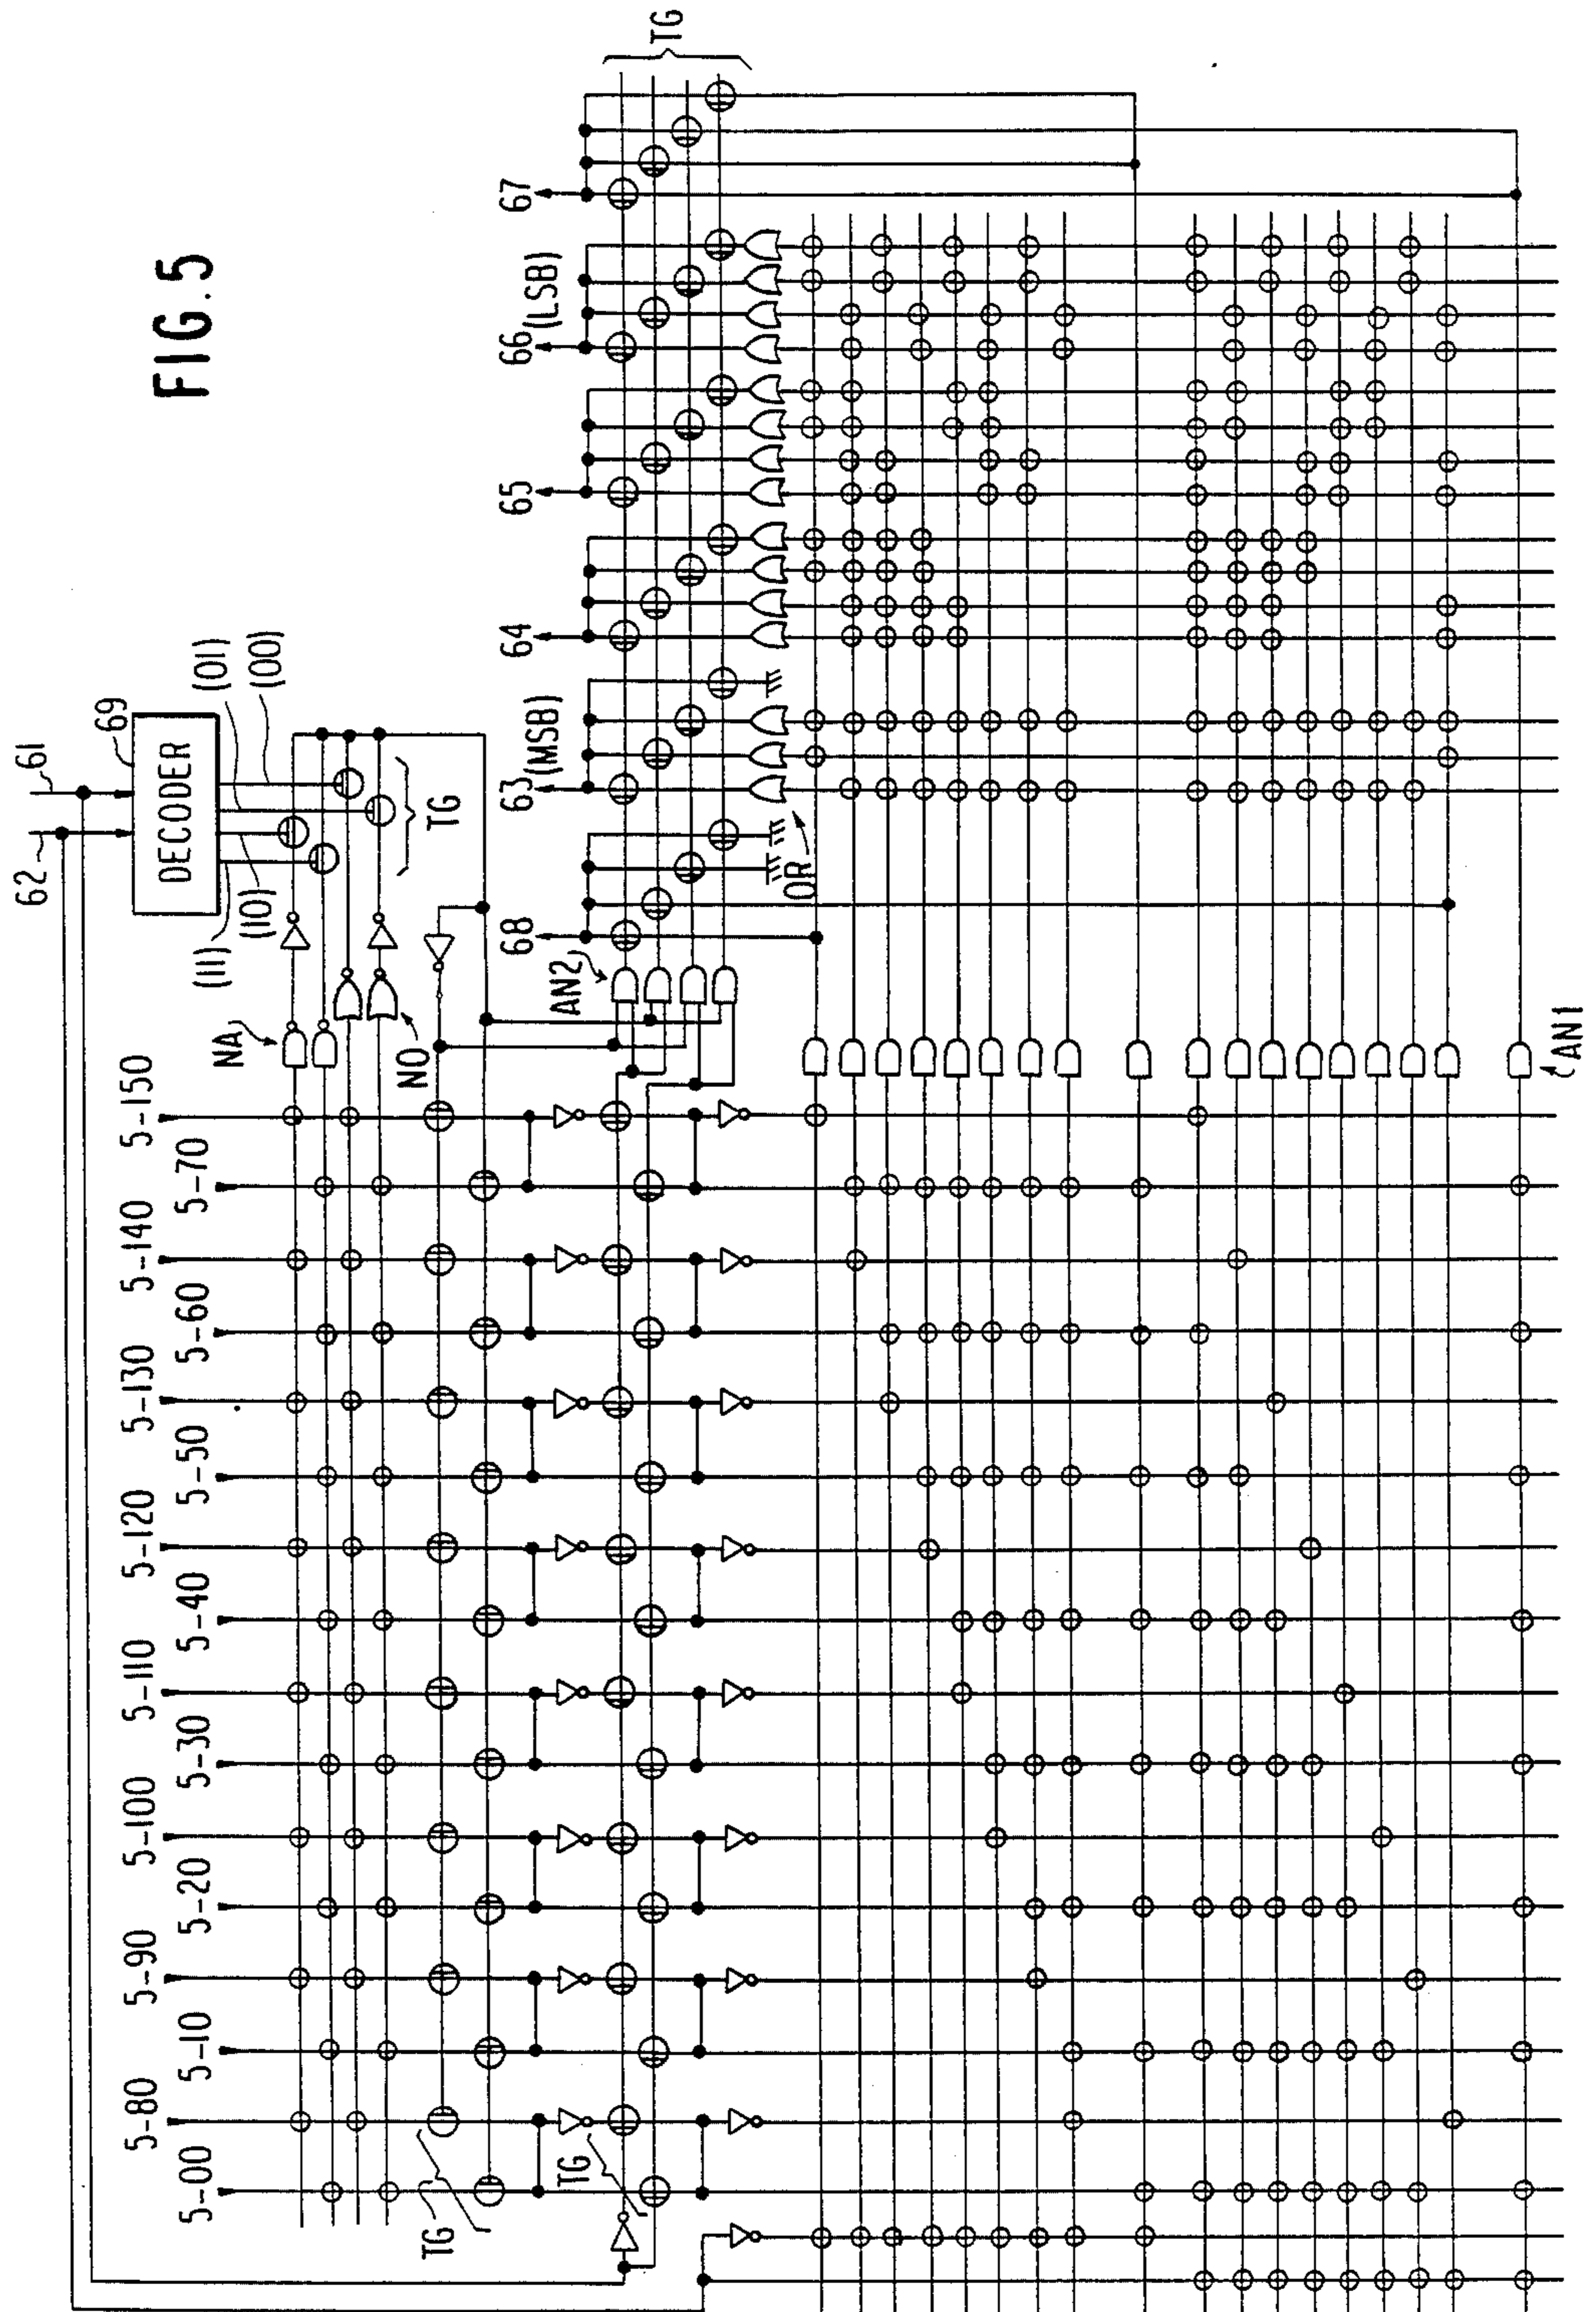 FIG. 5
5-00
5-80
5-10
5-90
5-20
5-100
5-30
5-110
5-40
5-120
5-50
5-130
5-60
5-140
5-70
5-150
62
61
DECODER
69
(11)
(10)
(01)
(00)
TG
NA
NO
TG
TG
AN2
68
63
(MSB)
64
65
66
(LSB)
67
TG
OR
AN1